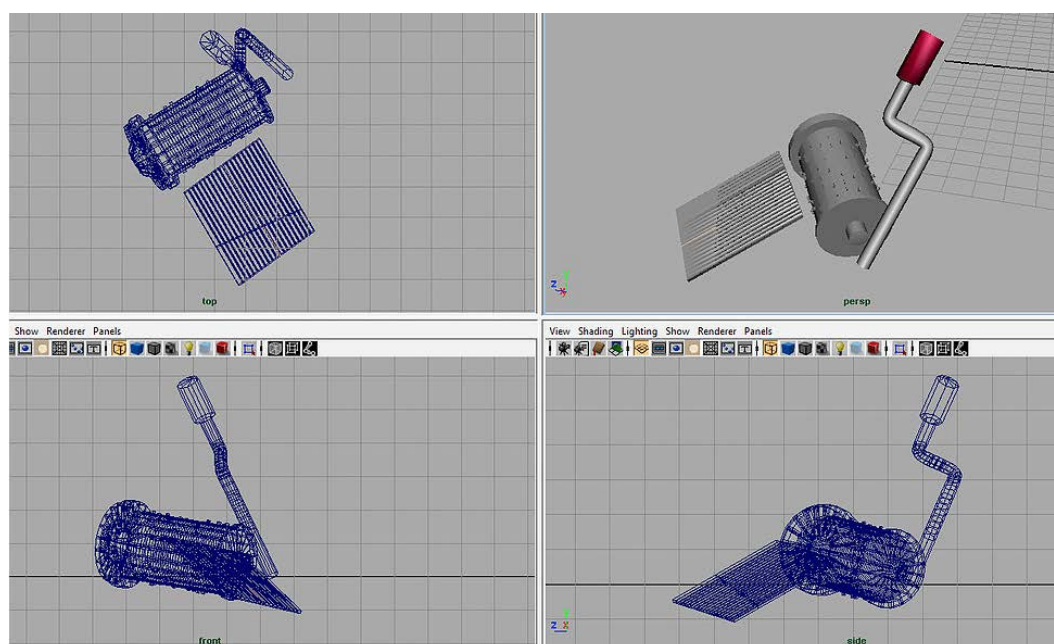 top
Z
Y
X
persp
Show Renderer Panels
View Shading Lighting Show Renderer Panels
front
Z X
side